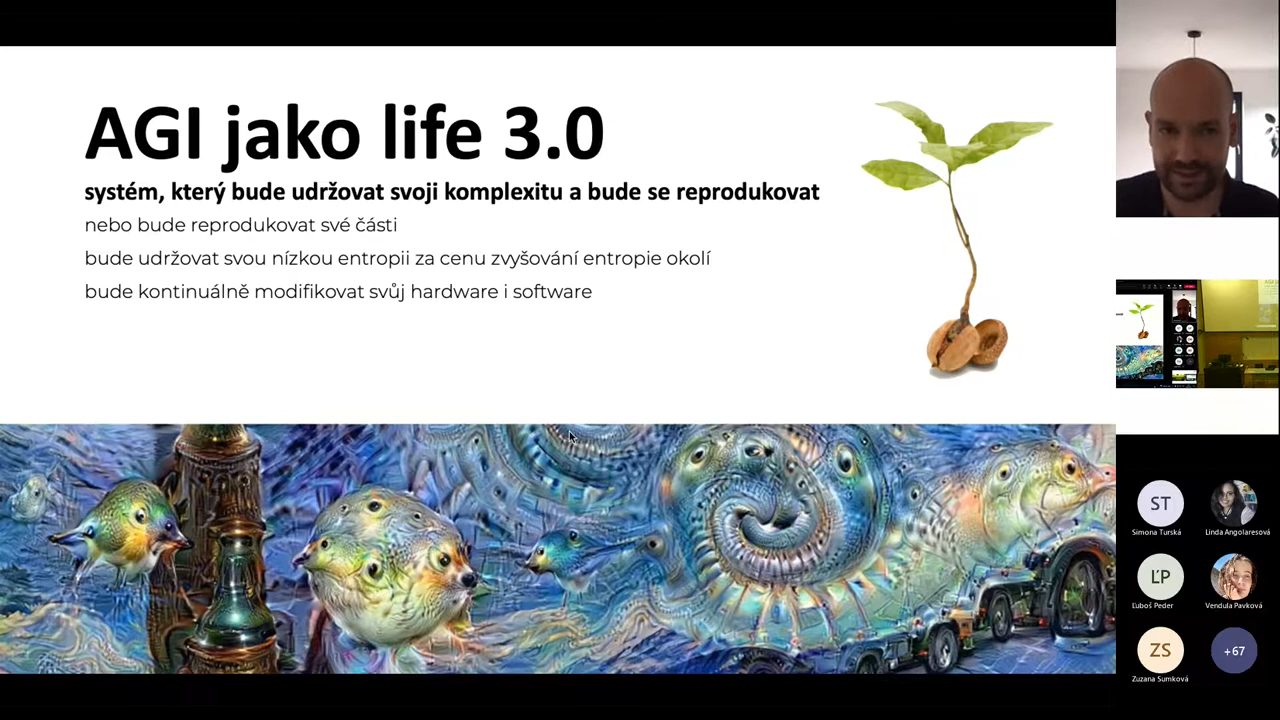 AGI jako life 3.0
systém, který bude udržovat svoji komplexitu a bude se reprodukovat
nebo bude reprodukovat své části
bude udržovat svou nízkou entropii za cenu zvyšování entropie okolí
bude kontinuálně modifikovat svůj hardware i software
ST
Simona Turská
Linda Angolaresová
ĽP
Ľuboš Peder
Vendula Pavková
ZS
Zuzana Sumková
+67